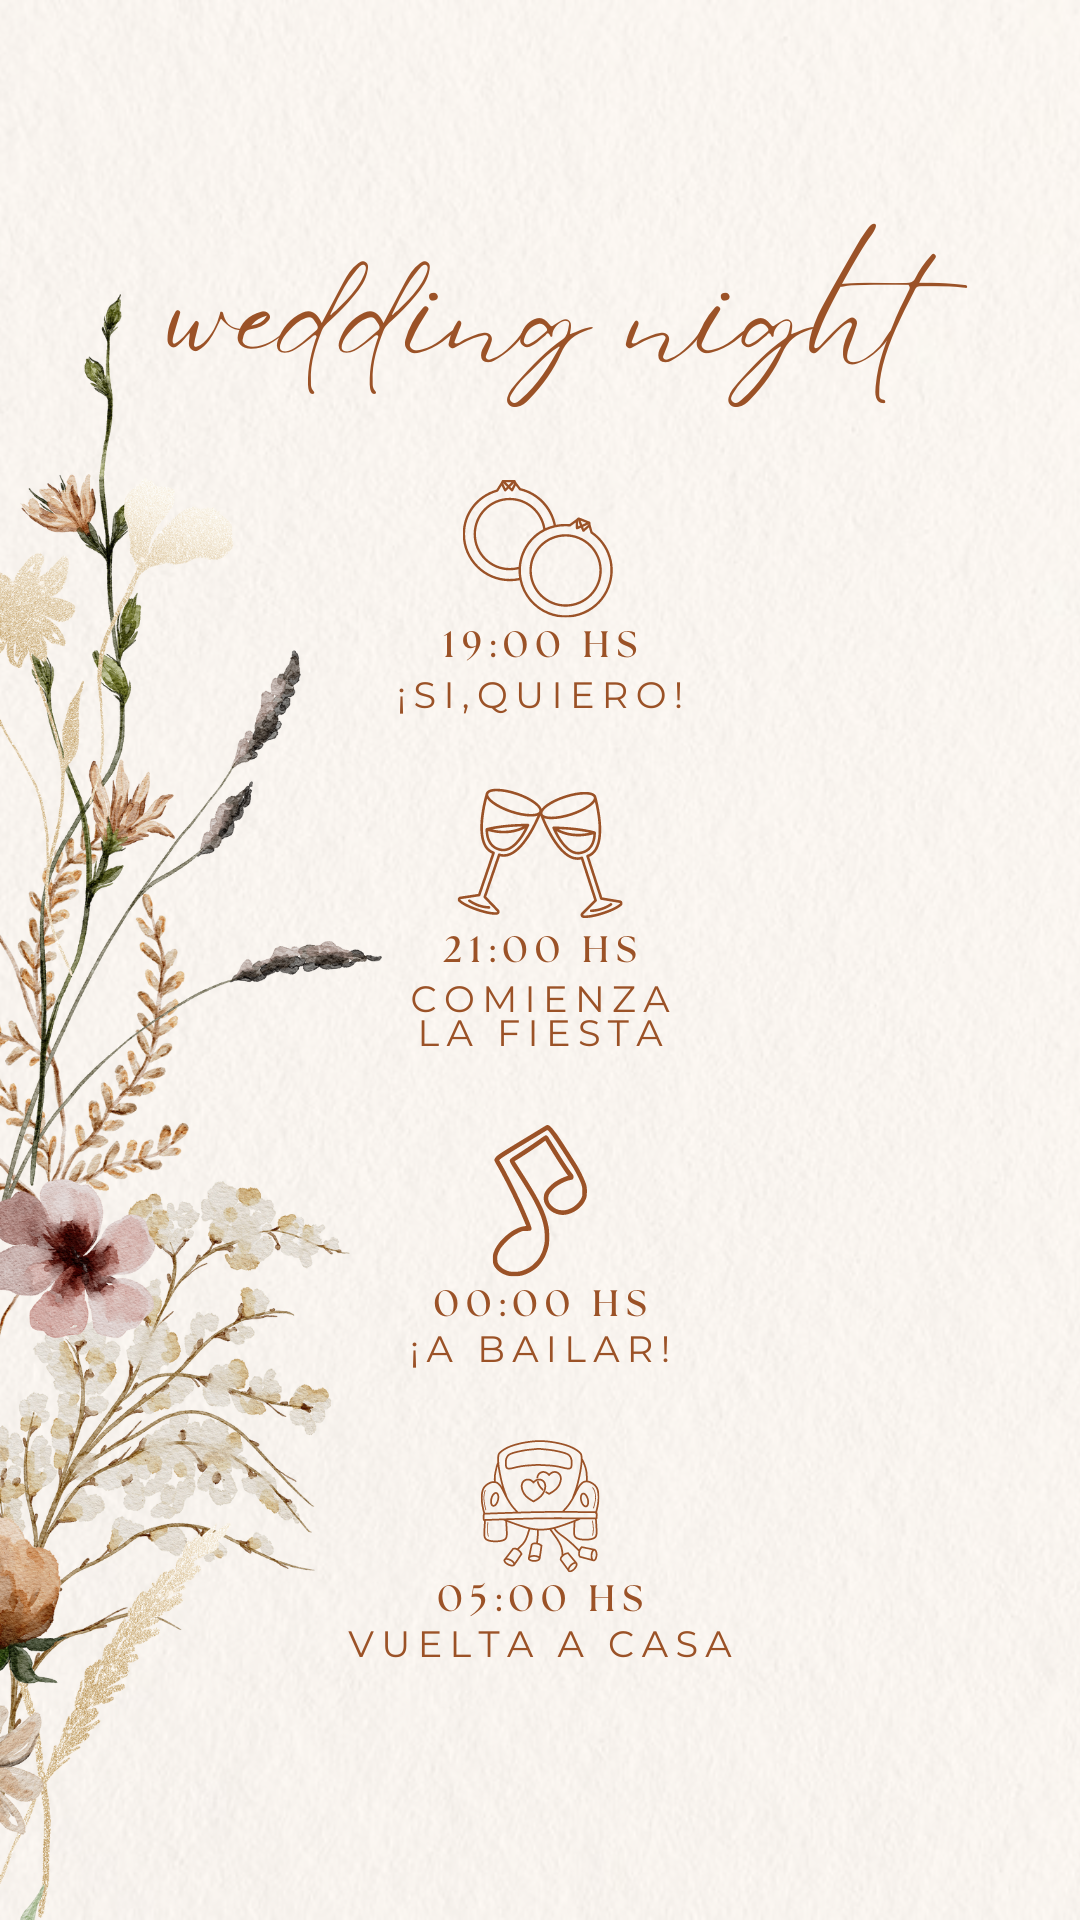 wedding night
19:00 HS
¡SI,QUIERO!
21:00 HS
COMIENZA
LA FIESTA
00:00 HS
¡A BAILAR!
05:00 HS
VUELTA A CASA